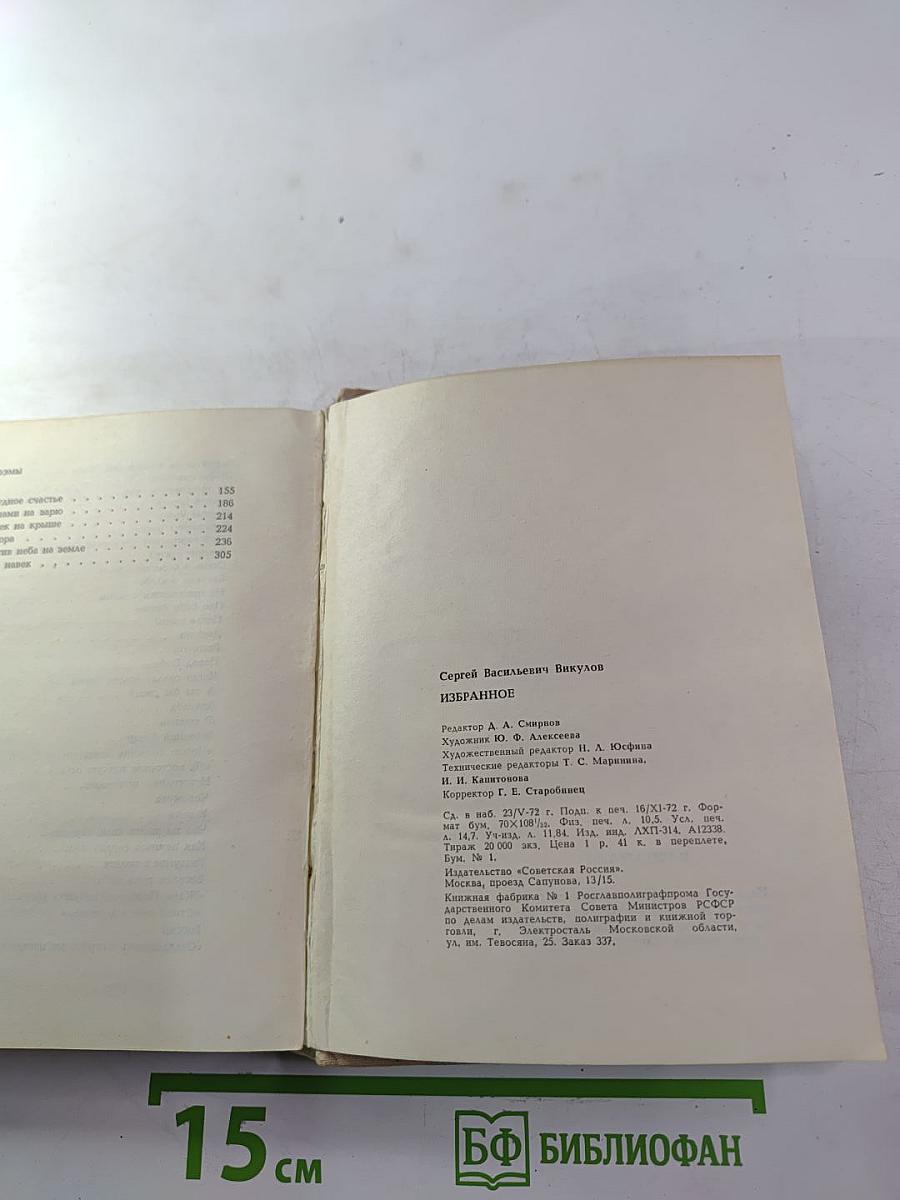 эмы
дное счастье . . . . . . . . . . . 155
ами на зарю . . . . . . . . . . . 186
ек на крыше . . . . . . . . . . . 214
ора . . . . . . . . . . . . . 224
тив неба на земле . . . . . . . . . 236
навек . . . . . . . . . . . . . 305
Сергей Васильевич Викулов
ИЗБРАННОЕ
Редактор Д. А. Смирнов
Художник Ю. Ф. Алексеева
Художественный редактор Н. Л. Юсфина
Технические редакторы Т. С. Маринина,
И. И. Капитонова
Корректор Г. Е. Старобинец
Сд. в наб. 23/V-72 г. Подп. к печ. 16/XI-72 г. Фор-
мат бум. 70×108¹/₃₂. Физ. печ. л. 10,5. Усл. печ.
л. 14,7. Уч-изд. л. 11,84. Изд. инд. ЛХП-314. А12338.
Тираж 20 000 экз. Цена 1 р. 41 к. в переплете,
Бум. № 1.
Издательство «Советская Россия».
Москва, проезд Сапунова, 13/15.
Книжная фабрика № 1 Росглавполиграфпрома Госу-
дарственного Комитета Совета Министров РСФСР
по делам издательств, полиграфии и книжной тор-
говли, г. Электросталь Московской области,
ул. им. Тевосяна, 25. Заказ 337.
15 см
БФ БИБЛИОФАН